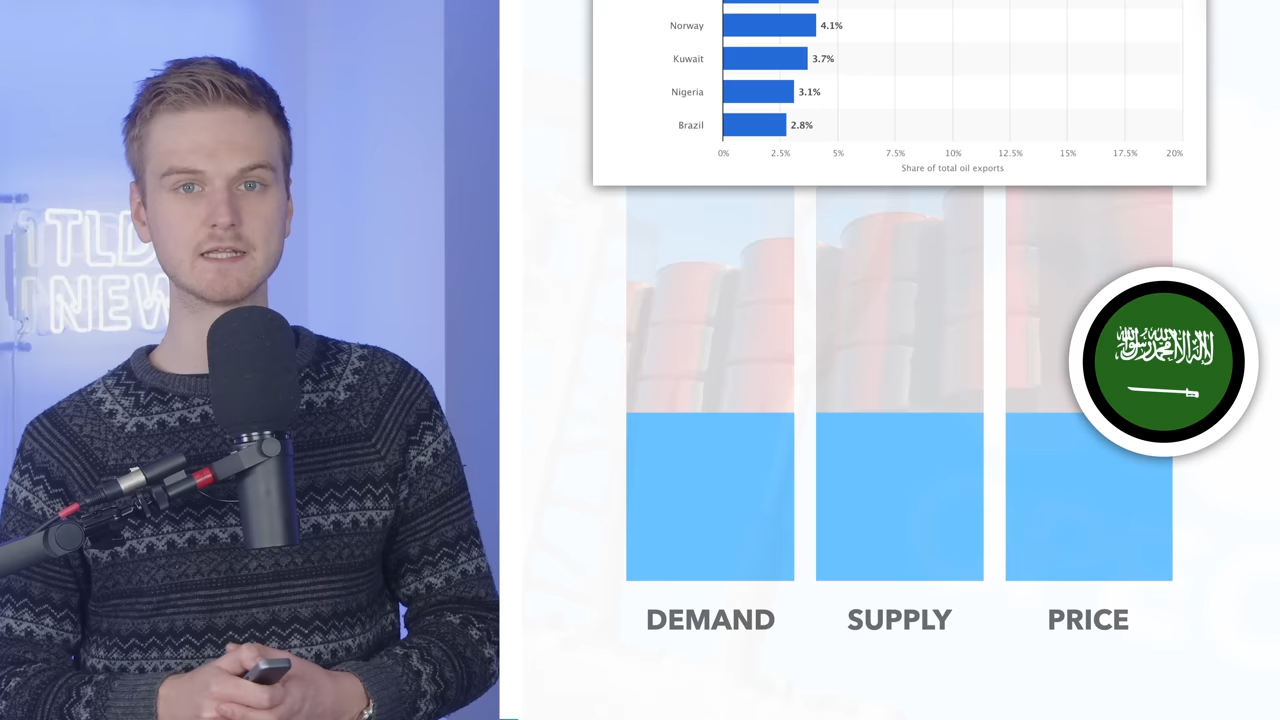 TLD
NEW
Norway 4.1%
Kuwait 3.7%
Nigeria 3.1%
Brazil 2.8%
0% 2.5% 5% 7.5% 10% 12.5% 15% 17.5% 20%
Share of total oil exports
لا إله إلا الله محمد رسول الله
DEMAND SUPPLY PRICE